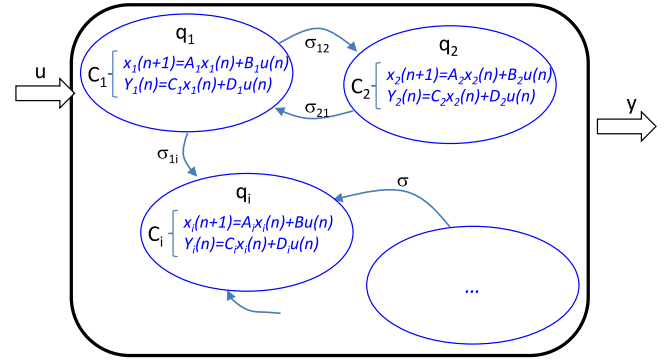 u
q₁
C₁
x₁(n+1)=A₁x₁(n)+B₁u(n)
Y₁(n)=C₁x₁(n)+D₁u(n)
σ₁₂
σ₂₁
q₂
C₂
x₂(n+1)=A₂x₂(n)+B₂u(n)
Y₂(n)=C₂x₂(n)+D₂u(n)
y
σ₁ᵢ
qᵢ
Cᵢ
xᵢ(n+1)=Aᵢxᵢ(n)+Bu(n)
Yᵢ(n)=Cᵢxᵢ(n)+Dᵢu(n)
σ
...